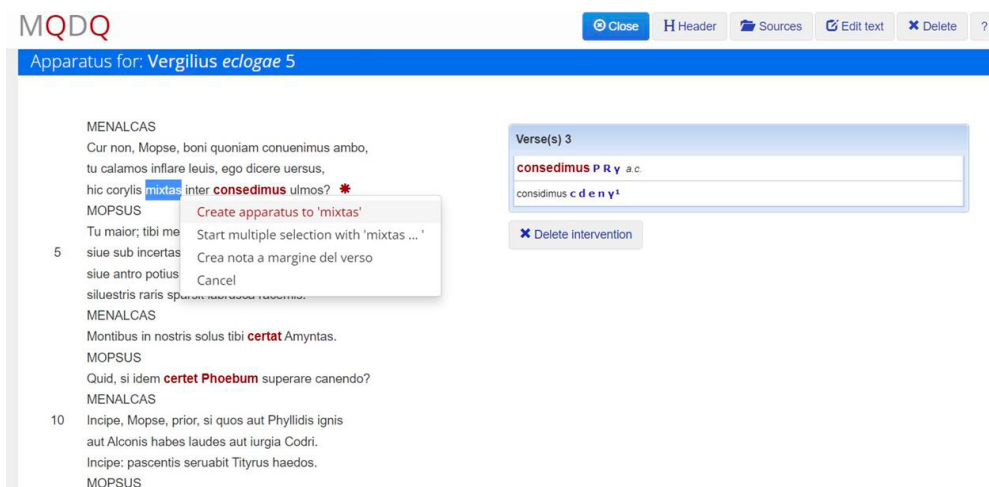 MQDQ
Close
Header
Sources
Edit text
Delete
?
Apparatus for: Vergilius eclogae 5
MENALCAS
Cur non, Mopse, boni quoniam conuenimus ambo,
tu calamos inflare leuis, ego dicere uersus,
hic corylis mixtas inter consedimus ulmos? ✱
MOPSUS
Tu maior; tibi me
5 siue sub incertas
siue antro potius
siluestris raris sparsit labrusca racemis.
MENALCAS
Montibus in nostris solus tibi certat Amyntas.
MOPSUS
Quid, si idem certet Phoebum superare canendo?
MENALCAS
10 Incipe, Mopse, prior, si quos aut Phyllidis ignis
aut Alconis habes laudes aut iurgia Codri.
Incipe: pascentis seruabit Tityrus haedos.
MOPSUS
Create apparatus to 'mixtas'
Start multiple selection with 'mixtas ... '
Crea nota a margine del verso
Cancel
Verse(s) 3
consedimus P R γ a.c.
considimus c d e n γ¹
Delete intervention